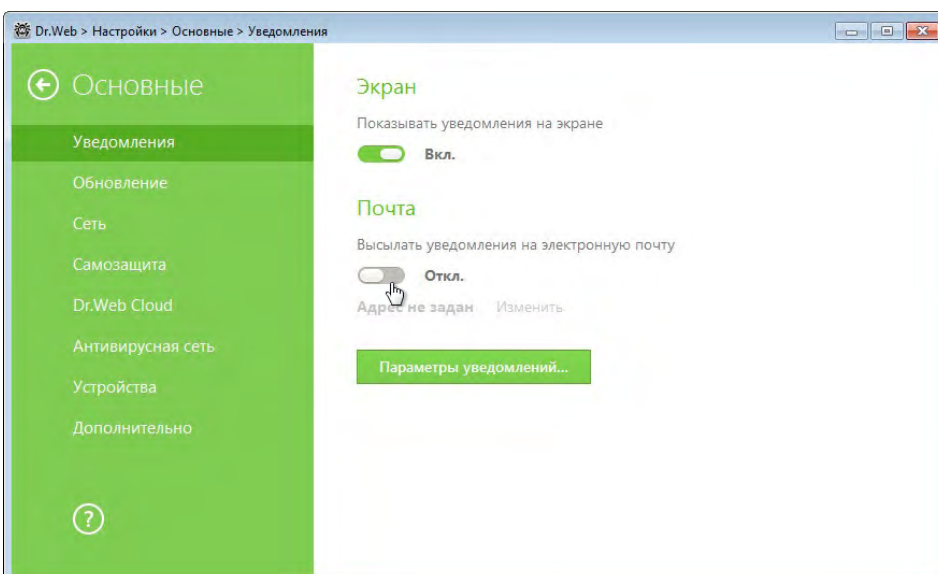 Dr.Web > Настройки > Основные > Уведомления
Основные
Уведомления
Обновление
Сеть
Самозащита
Dr.Web Cloud
Антивирусная сеть
Устройства
Дополнительно
?
Экран
Показывать уведомления на экране
Вкл.
Почта
Высылать уведомления на электронную почту
Откл.
Адрес не задан Изменить
Параметры уведомлений...